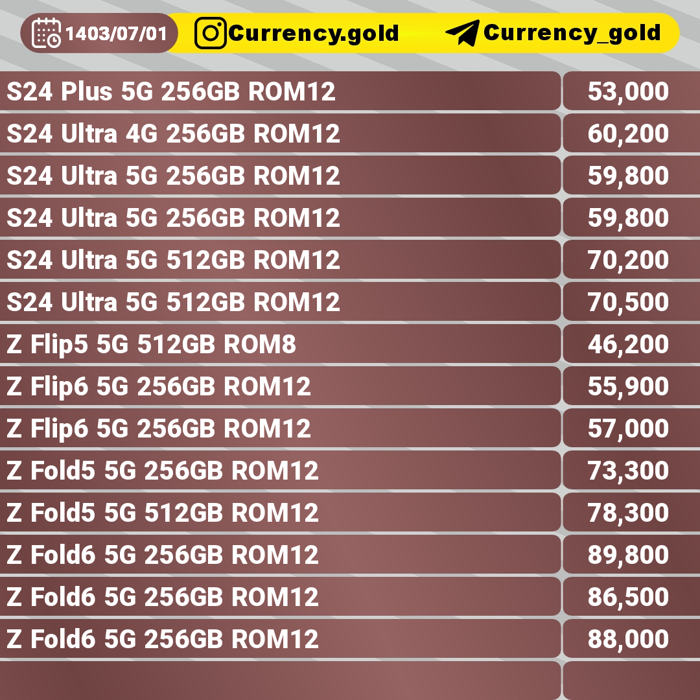 1403/07/01 Currency.gold Currency_gold
S24 Plus 5G 256GB ROM12 53,000
S24 Ultra 4G 256GB ROM12 60,200
S24 Ultra 5G 256GB ROM12 59,800
S24 Ultra 5G 256GB ROM12 59,800
S24 Ultra 5G 512GB ROM12 70,200
S24 Ultra 5G 512GB ROM12 70,500
Z Flip5 5G 512GB ROM8 46,200
Z Flip6 5G 256GB ROM12 55,900
Z Flip6 5G 256GB ROM12 57,000
Z Fold5 5G 256GB ROM12 73,300
Z Fold5 5G 512GB ROM12 78,300
Z Fold6 5G 256GB ROM12 89,800
Z Fold6 5G 256GB ROM12 86,500
Z Fold6 5G 256GB ROM12 88,000